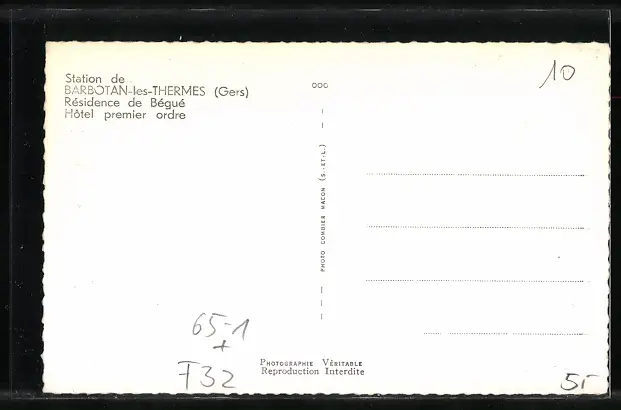 Station de
BARBOTAN-les-THERMES (Gers)
Résidence de Bégué
Hôtel premier ordre
10
PHOTO COMBIER MACON (S.-ET-L.)
65-1
+
F32
PHOTOGRAPHIE VÉRITABLE
Reproduction Interdite